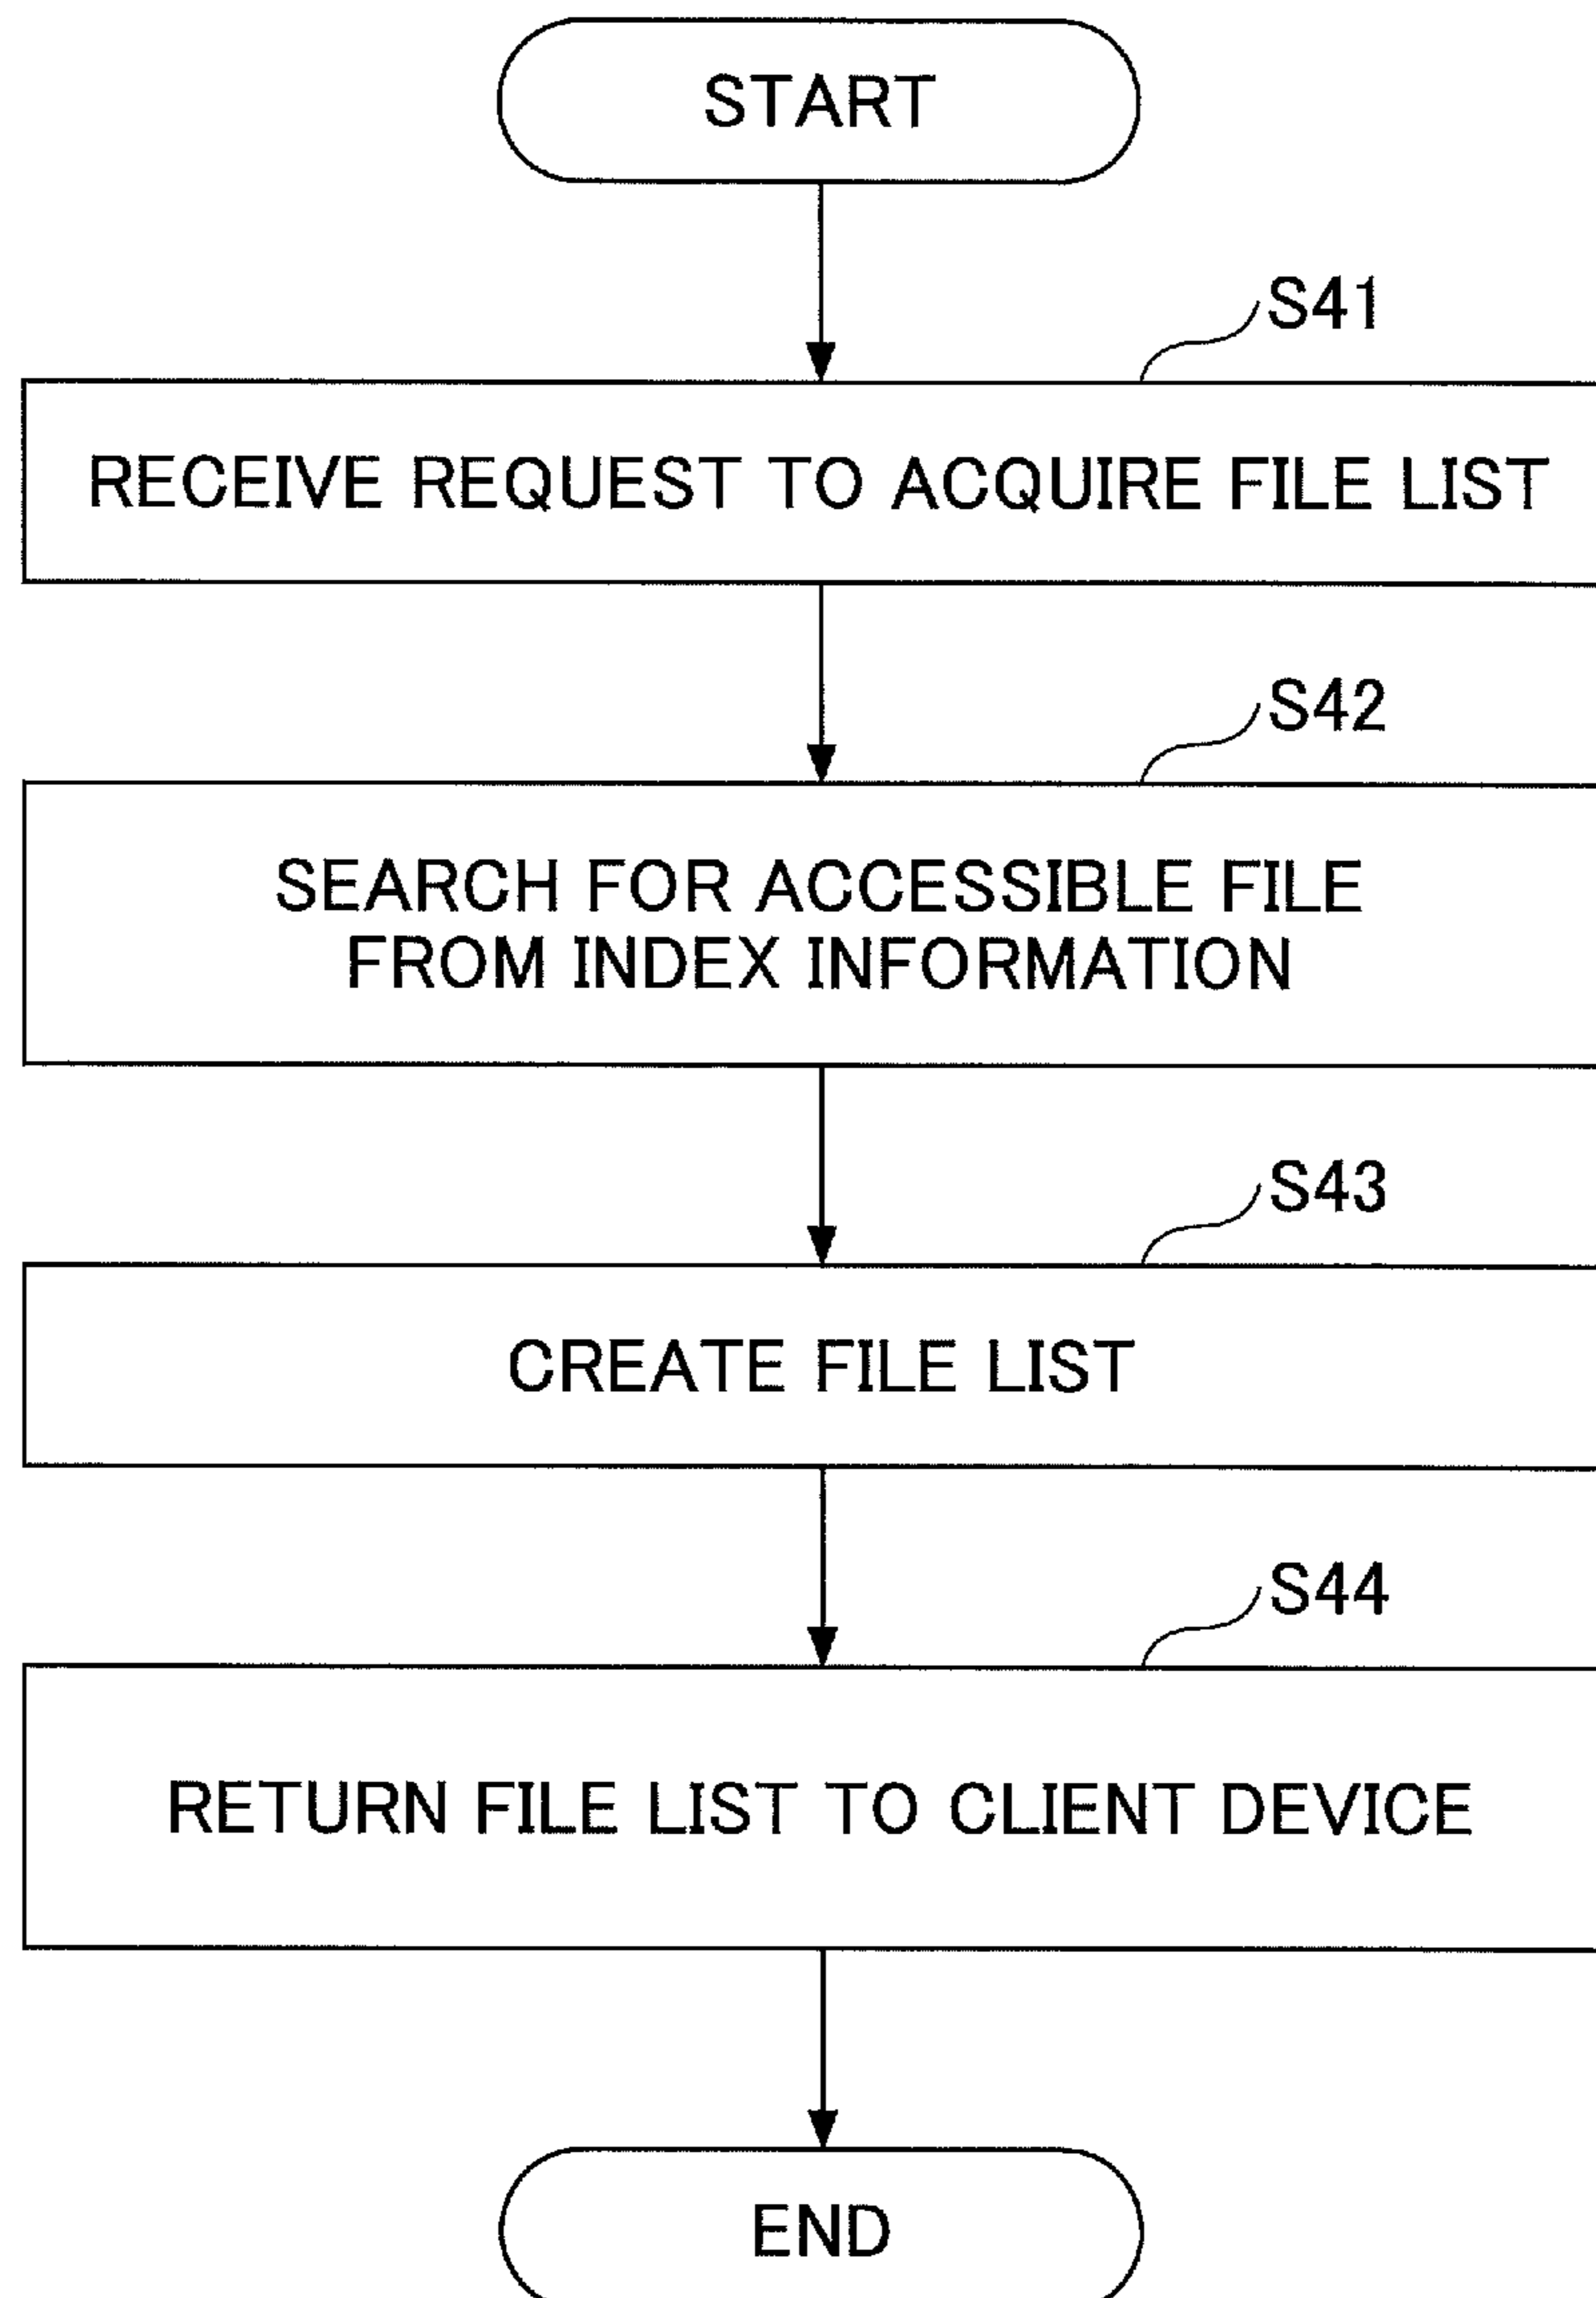 START
S41
RECEIVE REQUEST TO ACQUIRE FILE LIST
S42
SEARCH FOR ACCESSIBLE FILE
FROM INDEX INFORMATION
S43
CREATE FILE LIST
S44
RETURN FILE LIST TO CLIENT DEVICE
END